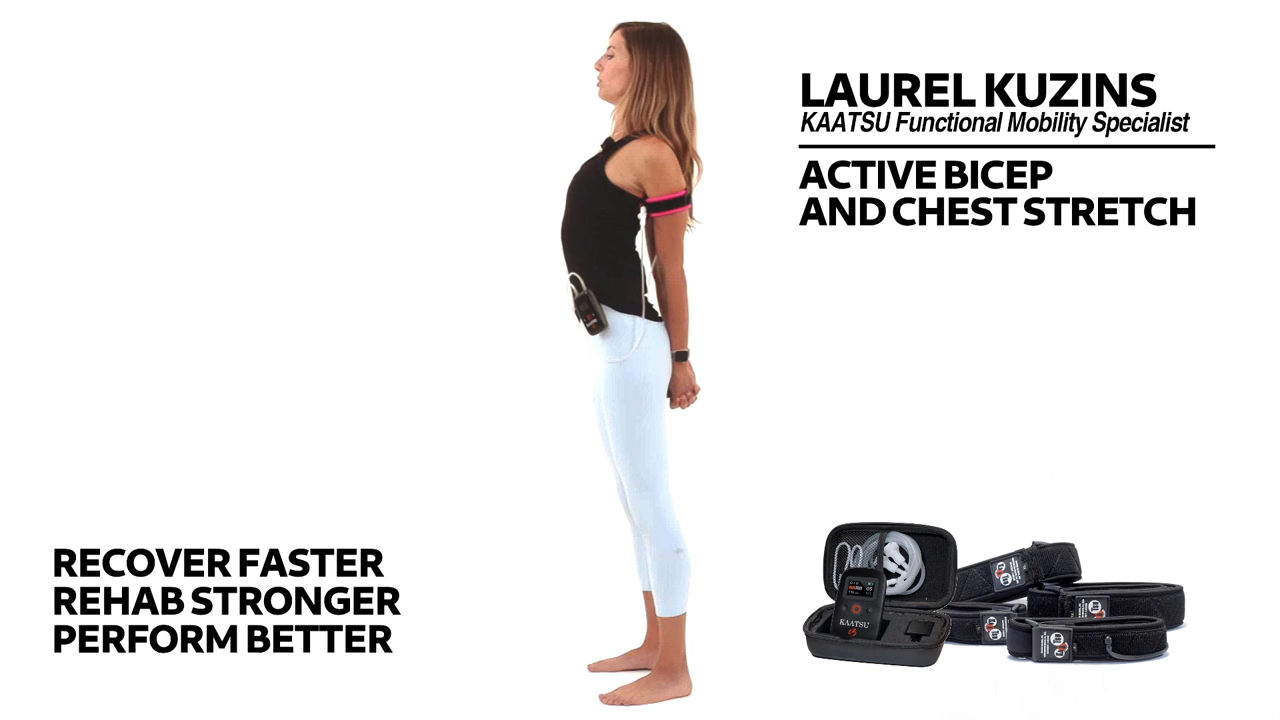 LAUREL KUZINS
KAATSU Functional Mobility Specialist
ACTIVE BICEP
AND CHEST STRETCH
RECOVER FASTER
REHAB STRONGER
PERFORM BETTER
KAATSU